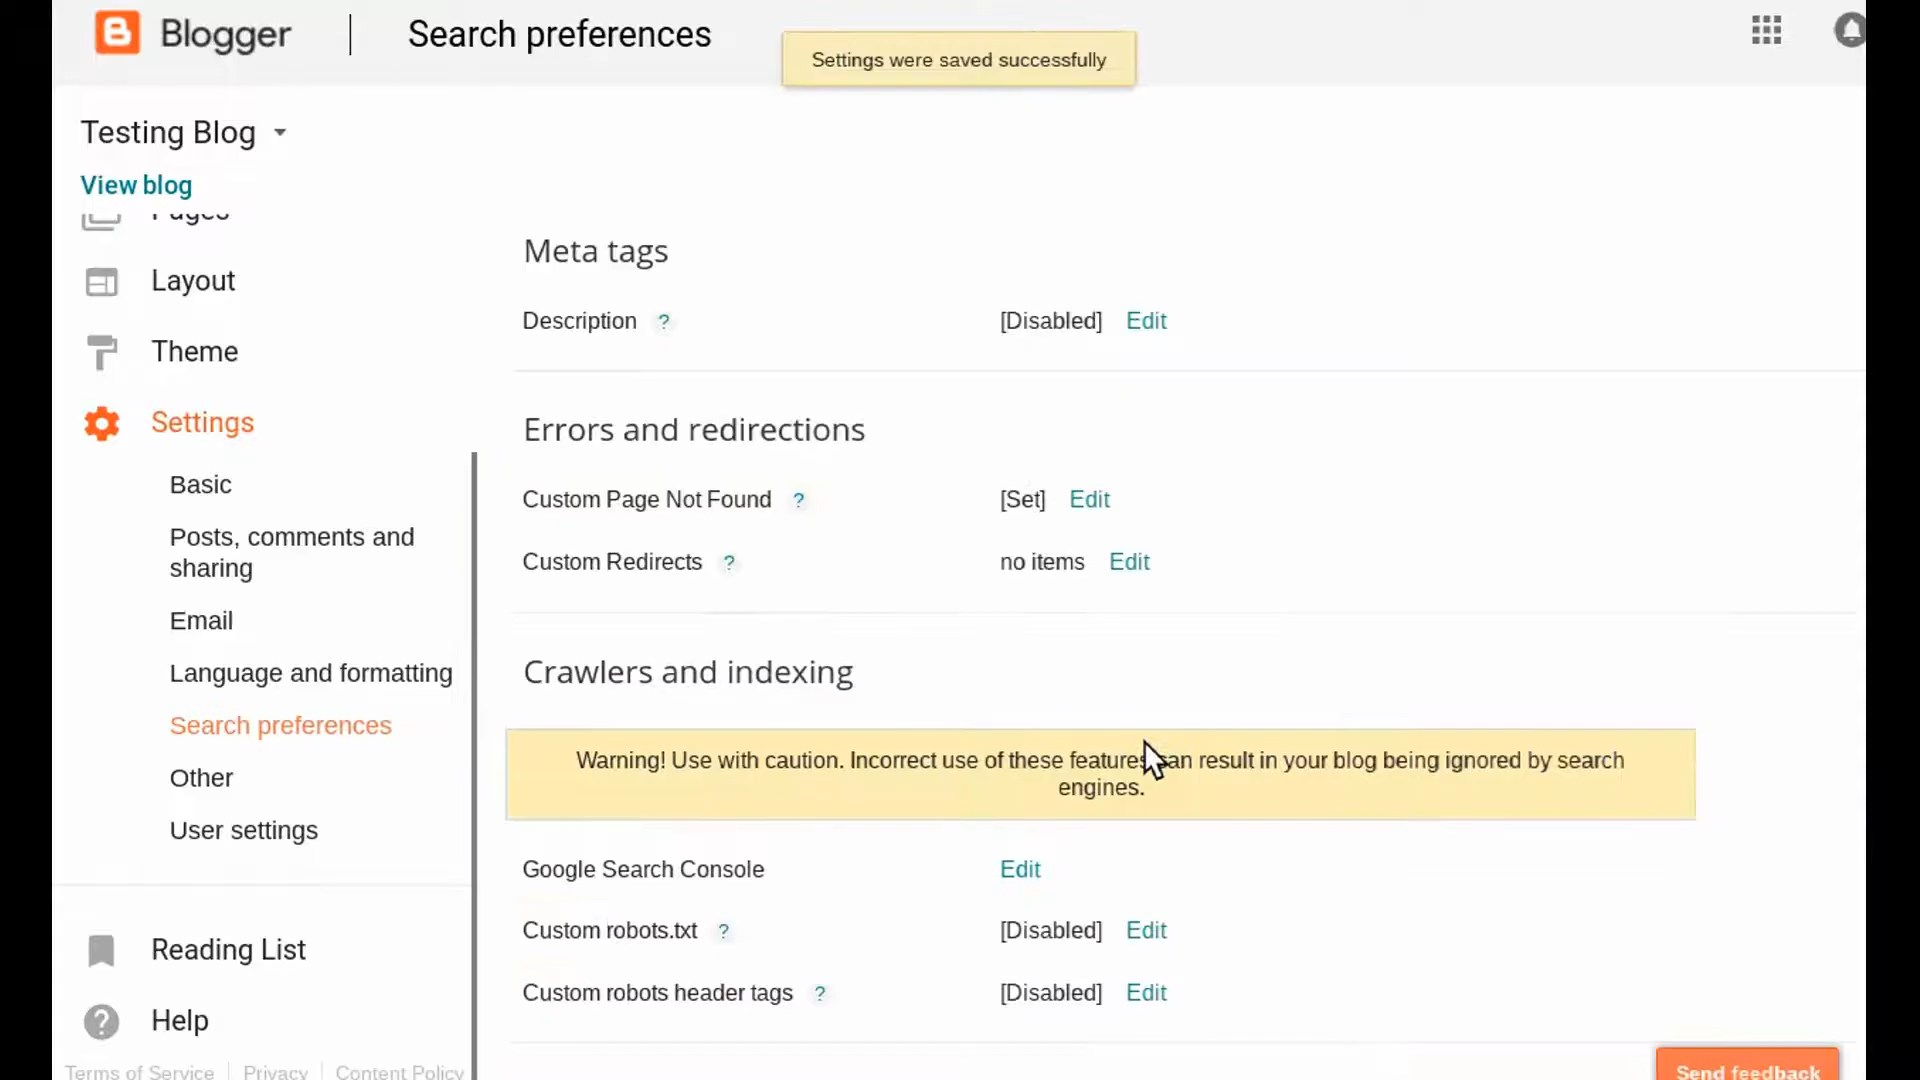 Blogger
Search preferences
Settings were saved successfully
Testing Blog
View blog
Pages
Layout
Theme
Settings
Basic
Posts, comments and
sharing
Email
Language and formatting
Search preferences
Other
User settings
Reading List
Help
Terms of Service
Privacy
Content Policy
Meta tags
Description ? [Disabled] Edit
Errors and redirections
Custom Page Not Found ? [Set] Edit
Custom Redirects ? no items Edit
Crawlers and indexing
Warning! Use with caution. Incorrect use of these features can result in your blog being ignored by search
engines.
Google Search Console Edit
Custom robots.txt ? [Disabled] Edit
Custom robots header tags ? [Disabled] Edit
Send feedback